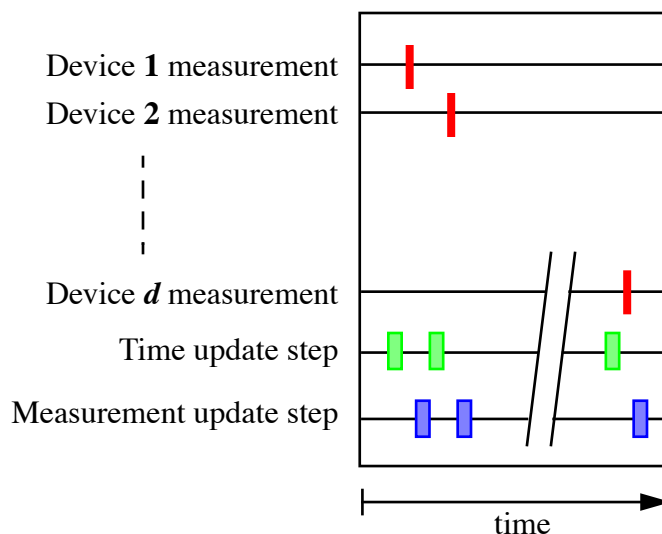 Device 1 measurement
Device 2 measurement
Device d measurement
Time update step
Measurement update step
time